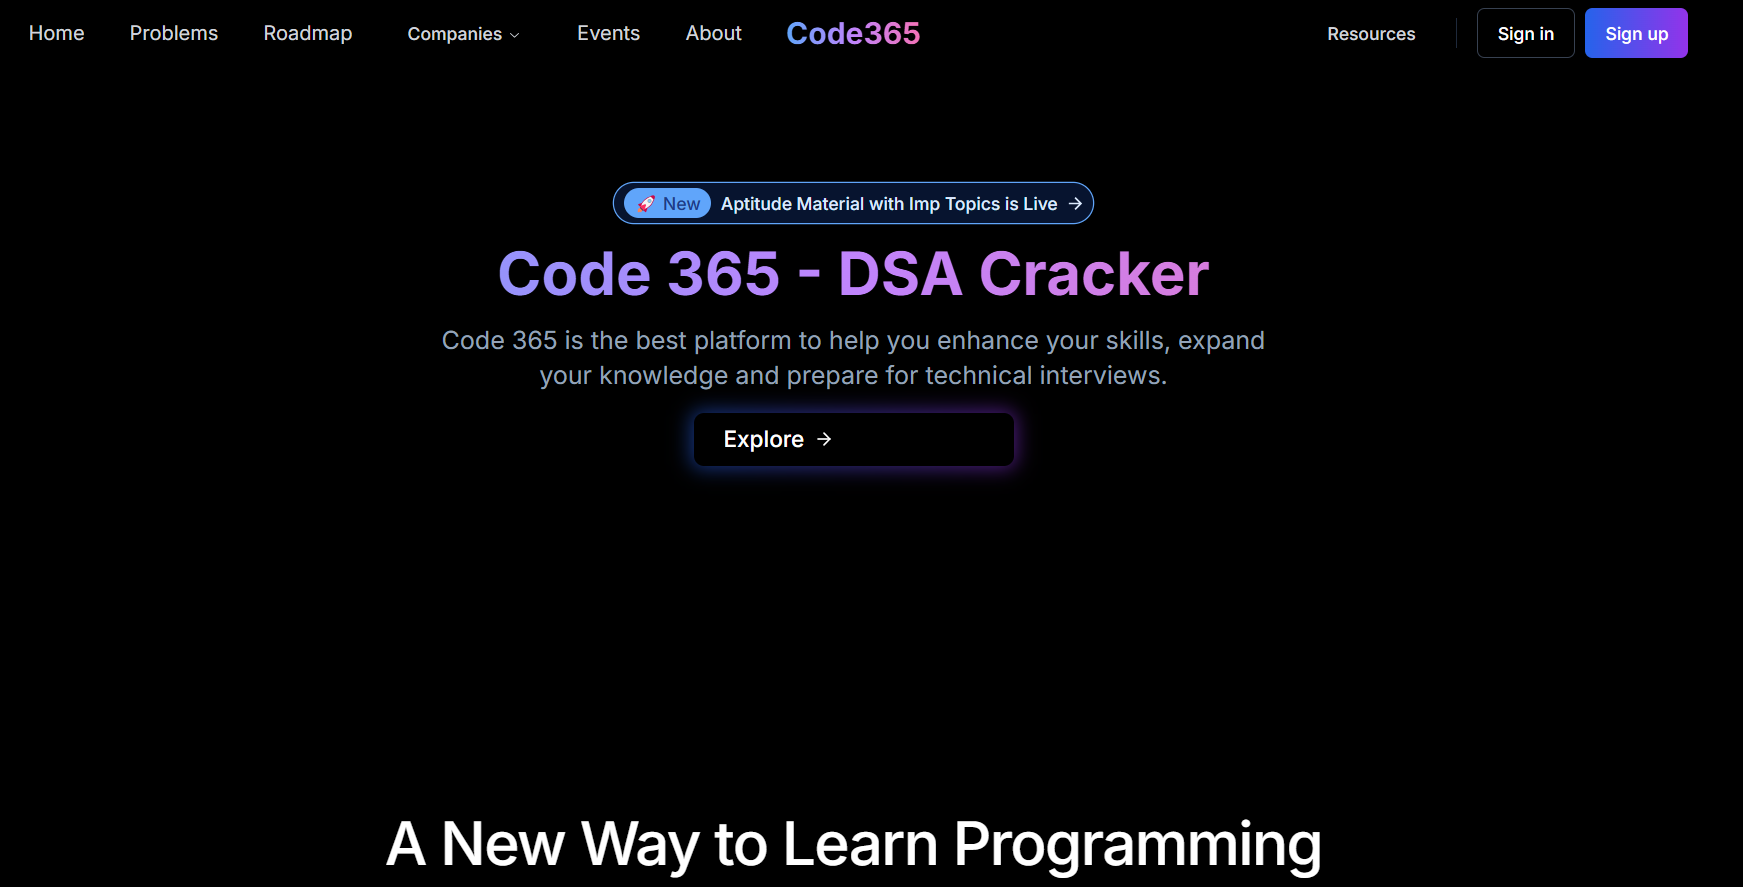 Home Problems Roadmap Companies Events About Code365 Resources Sign in Sign up
🚀 New Aptitude Material with Imp Topics is Live →
Code 365 - DSA Cracker
Code 365 is the best platform to help you enhance your skills, expand
your knowledge and prepare for technical interviews.
Explore →
A New Way to Learn Programming